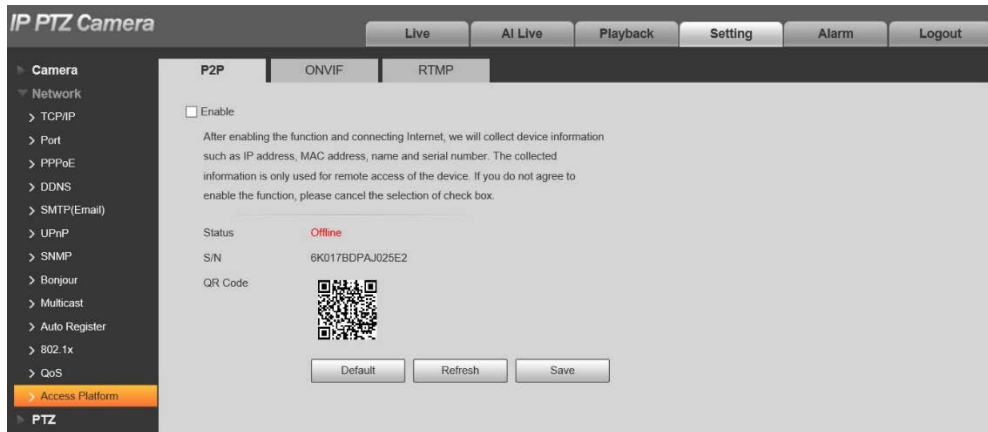 IP PTZ Camera
Live
AI Live
Playback
Setting
Alarm
Logout
Camera
Network
TCP/IP
Port
PPPoE
DDNS
SMTP(Email)
UPnP
SNMP
Bonjour
Multicast
Auto Register
802.1x
QoS
Access Platform
PTZ
P2P
ONVIF
RTMP
Enable
After enabling the function and connecting Internet, we will collect device information
such as IP address, MAC address, name and serial number. The collected
information is only used for remote access of the device. If you do not agree to
enable the function, please cancel the selection of check box.
Status Offline
S/N 6K017BDPAJ025E2
QR Code
Default
Refresh
Save